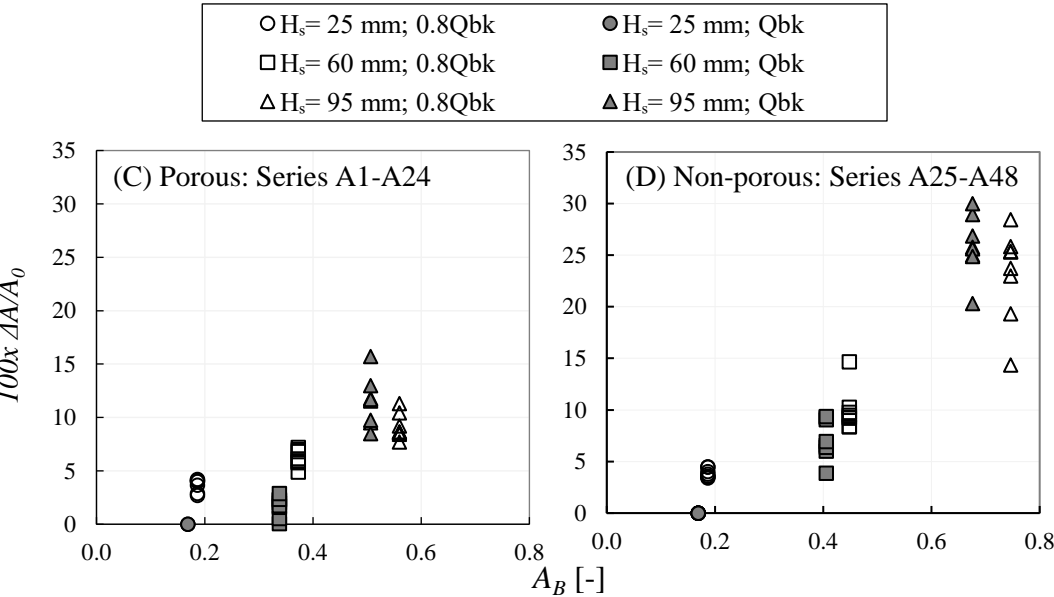 Hs= 25 mm; 0.8Qbk Hs= 25 mm; Qbk
Hs= 60 mm; 0.8Qbk Hs= 60 mm; Qbk
Hs= 95 mm; 0.8Qbk Hs= 95 mm; Qbk
(C) Porous: Series A1-A24
35
30
25
20
15
10
5
0
0.0 0.2 0.4 0.6 0.8
100x ΔA/A0
(D) Non-porous: Series A25-A48
35
30
25
20
15
10
5
0
0.0 0.2 0.4 0.6 0.8
AB [-]